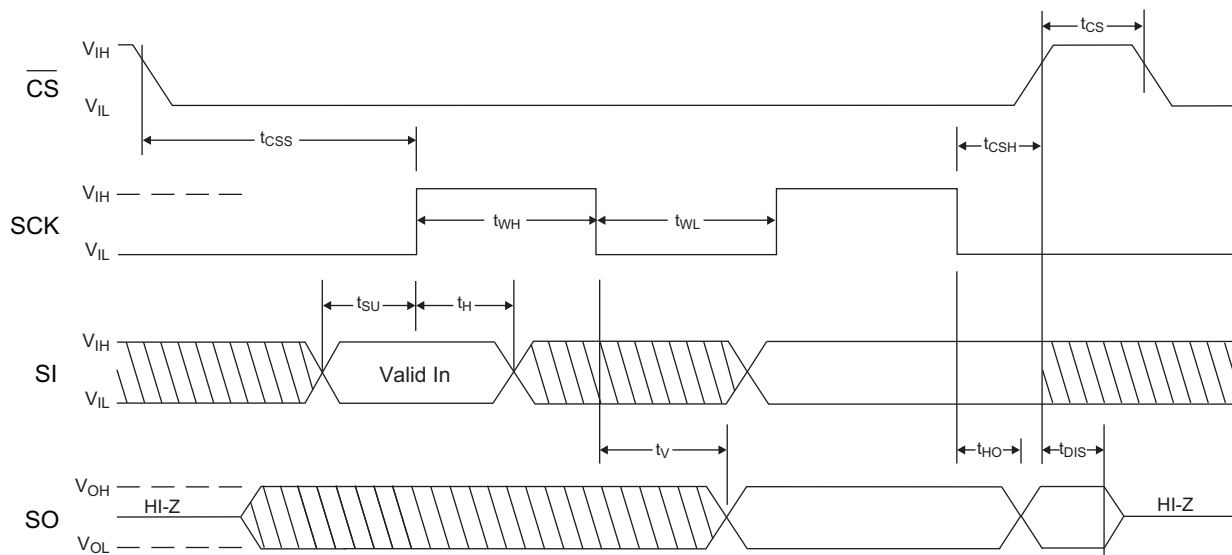 tCS
VIH
CS
VIL
tCSS
tCSH
VIH
SCK
tWH
tWL
VIL
tSU
tH
VIH
SI
Valid In
VIL
tV
tHO
tDIS
VOH
HI-Z
HI-Z
SO
VOL